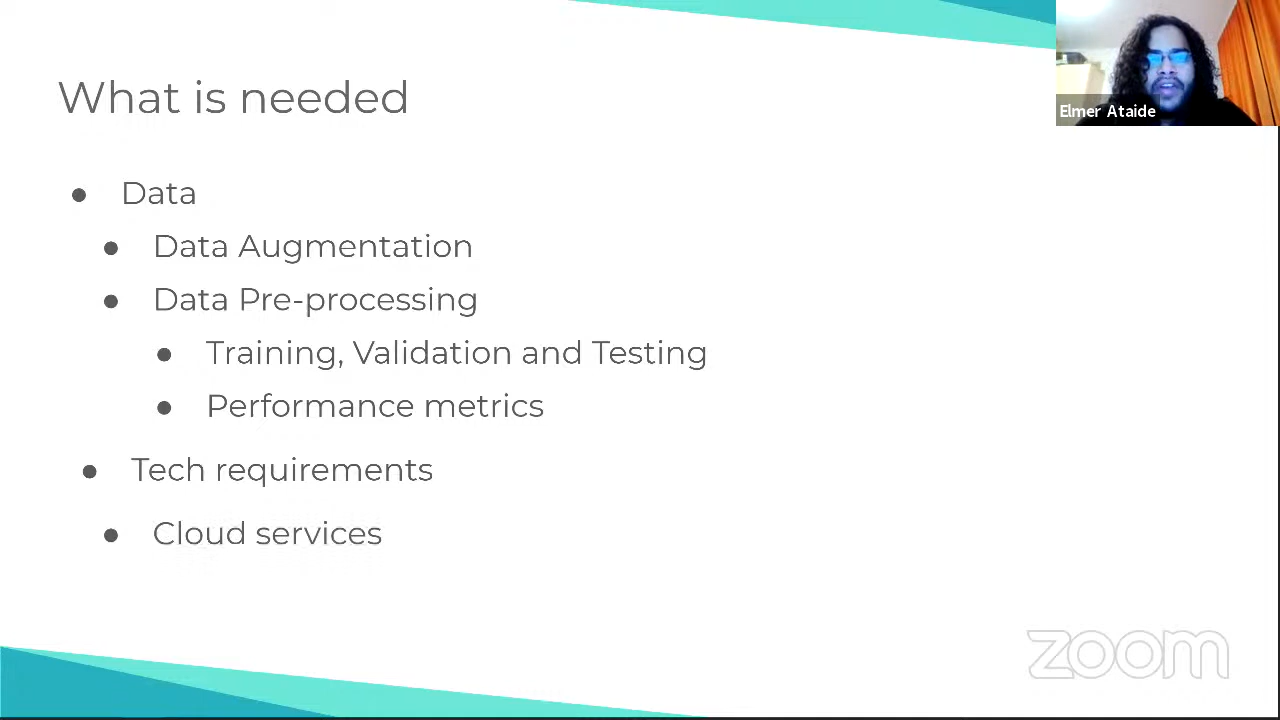 What is needed
Elmer Ataide
● Data
● Data Augmentation
● Data Pre-processing
● Training, Validation and Testing
● Performance metrics
● Tech requirements
● Cloud services
zoom